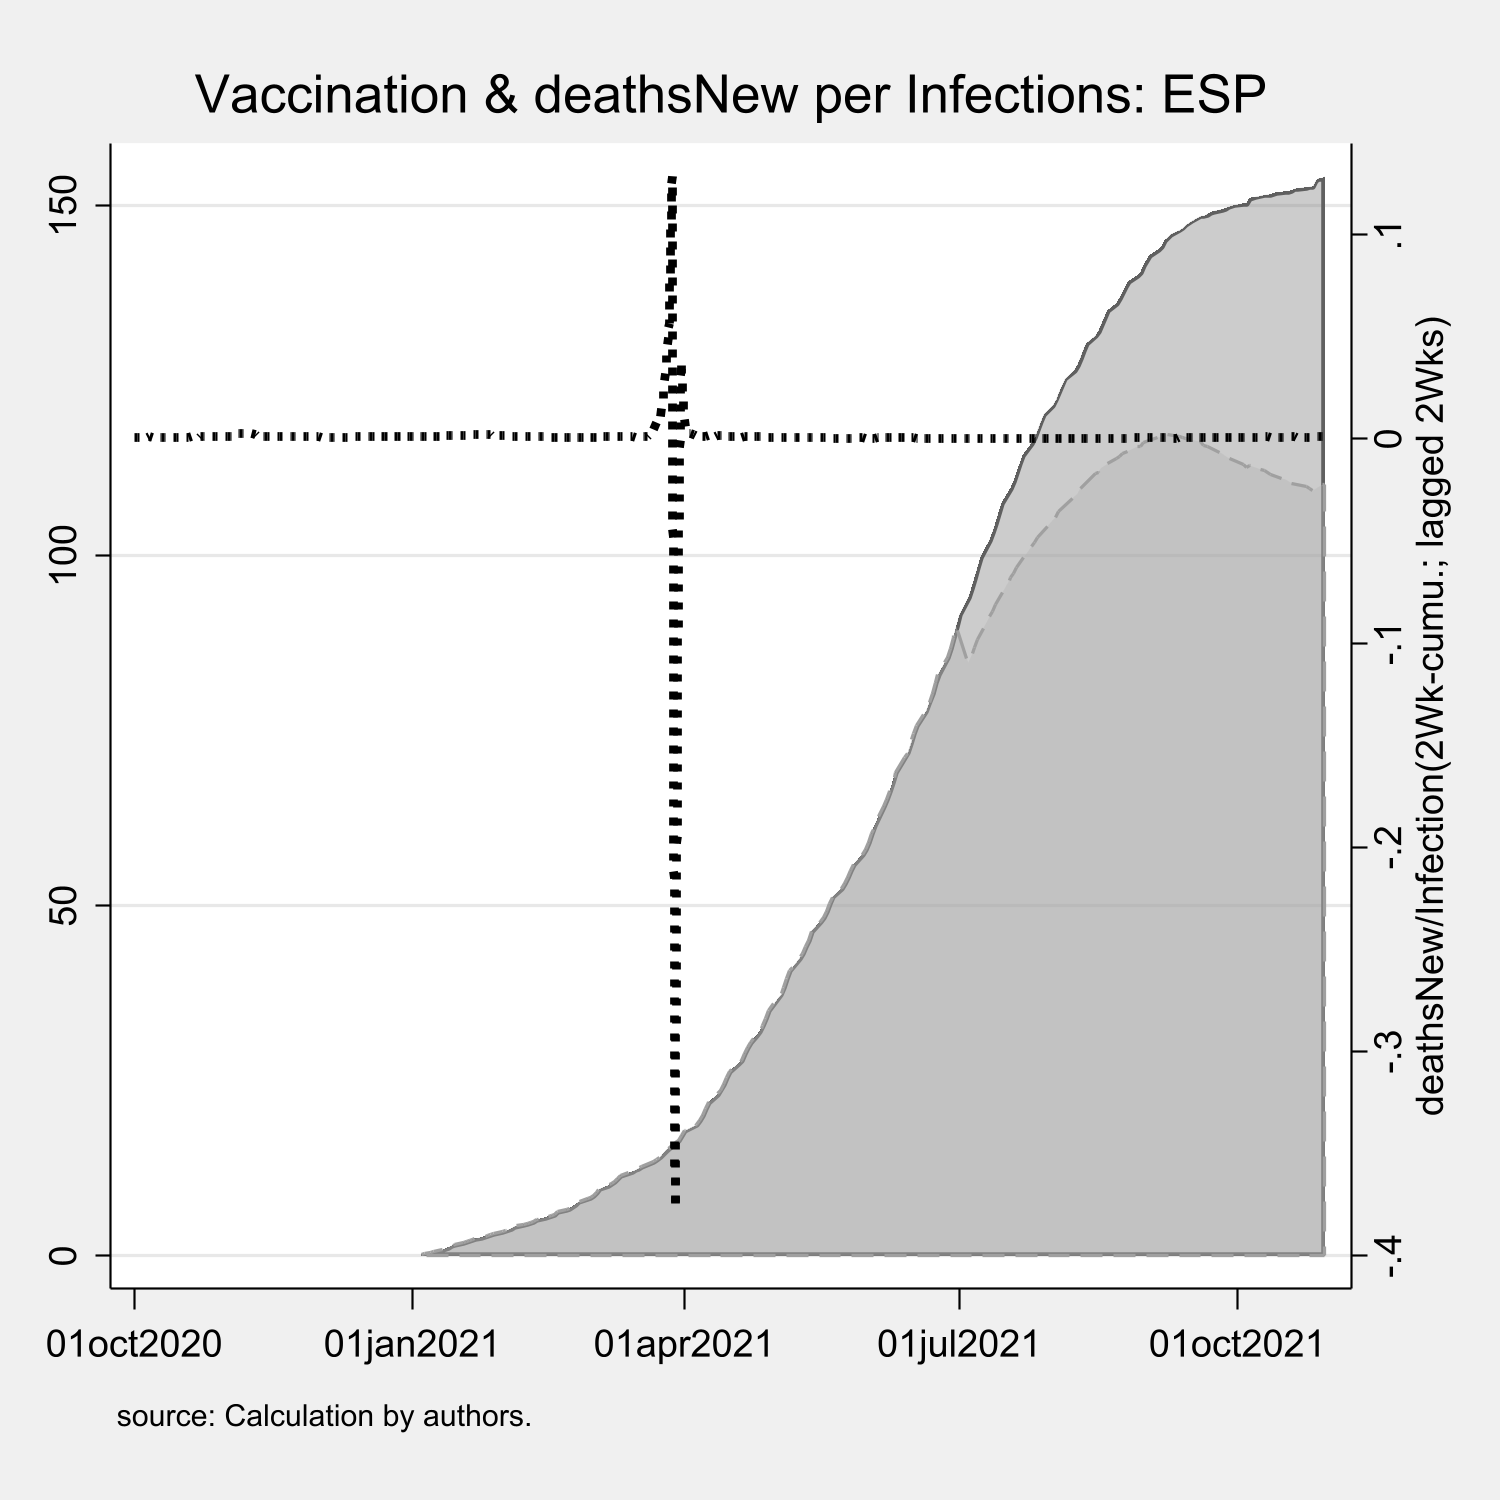 Vaccination & deathsNew per Infections: ESP
150
100
50
0
.1
0
-.1
-.2
-.3
-.4
deathsNew/Infection(2Wk-cumu.; lagged 2Wks)
01oct2020
01jan2021
01apr2021
01jul2021
01oct2021
source: Calculation by authors.